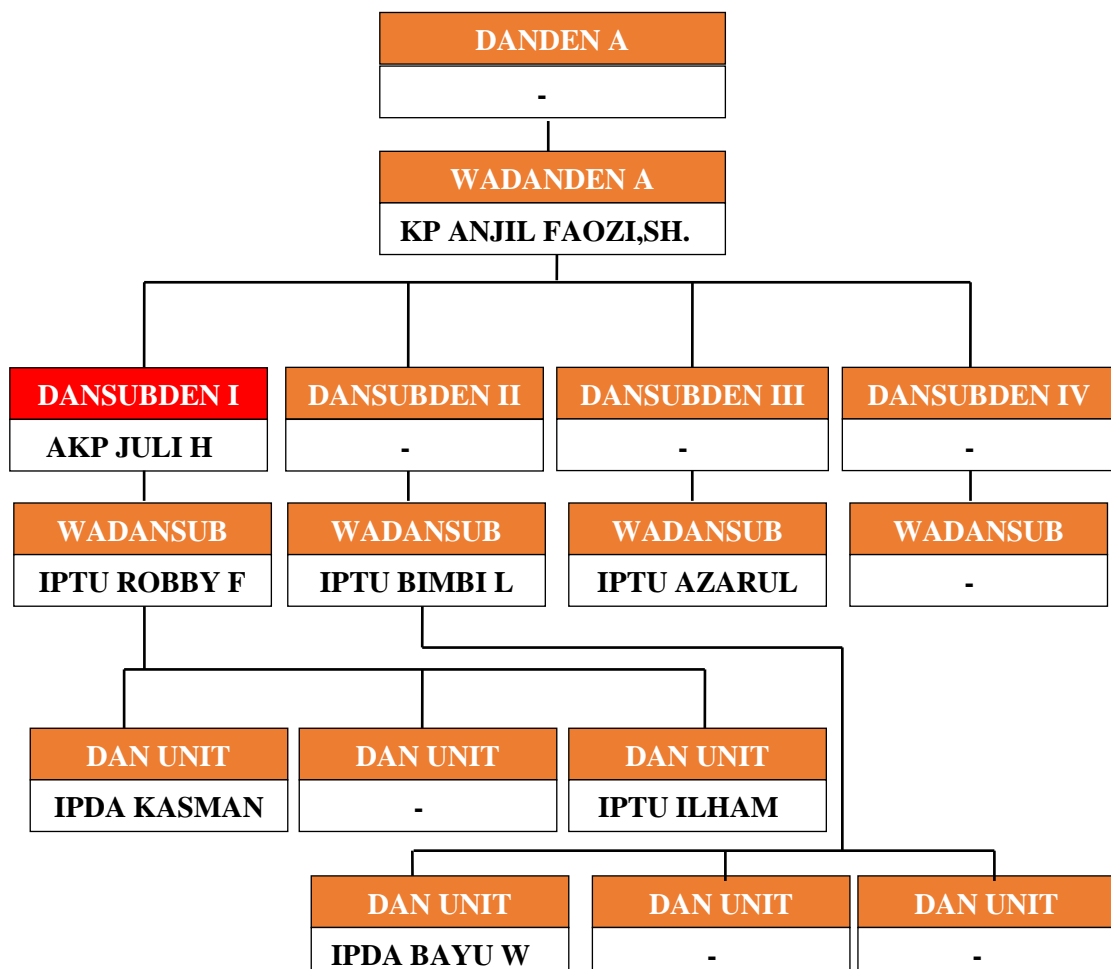 DANDEN A
-
WADANDEN A
KP ANJIL FAOZI,SH.
DANSUBDEN I
AKP JULI H
DANSUBDEN II
-
DANSUBDEN III
-
DANSUBDEN IV
-
WADANSUB
IPTU ROBBY F
WADANSUB
IPTU BIMBI L
WADANSUB
IPTU AZARUL
WADANSUB
-
DAN UNIT
IPDA KASMAN
DAN UNIT
-
DAN UNIT
IPTU ILHAM
DAN UNIT
IPDA BAYU W
DAN UNIT
-
DAN UNIT
-